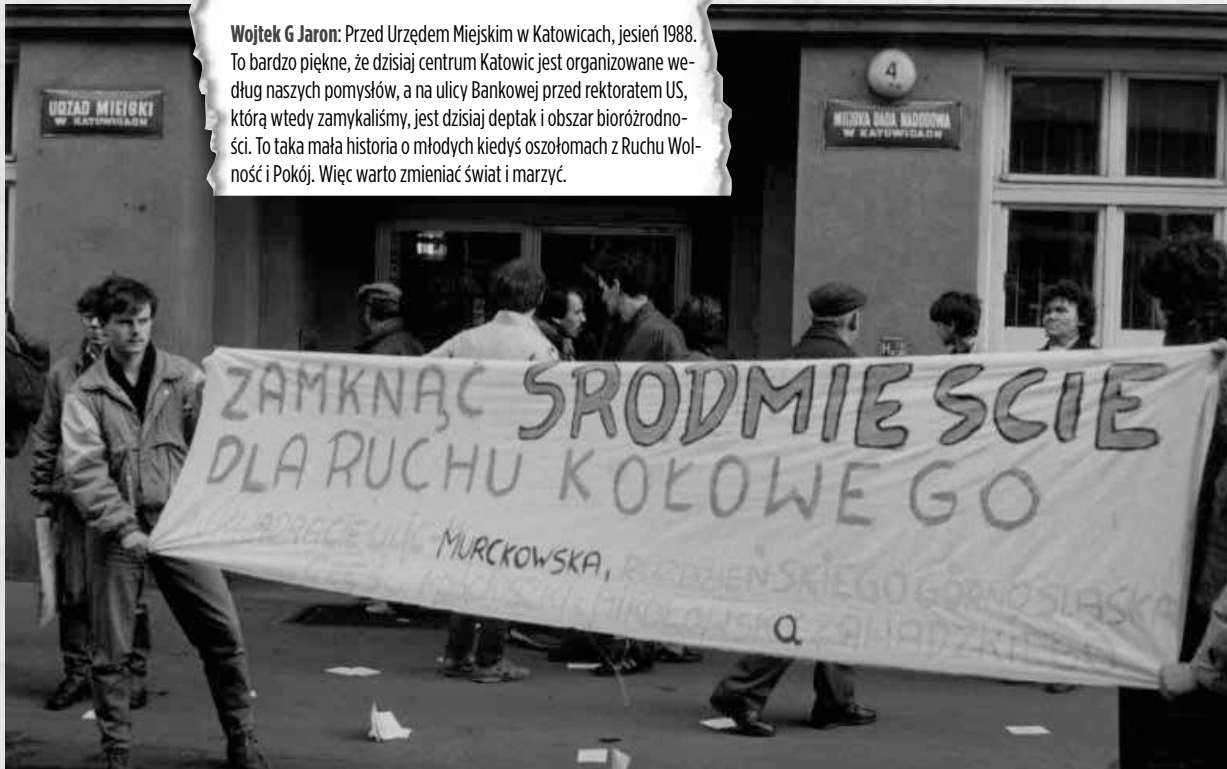 Wojtek G Jaron: Przed Urzędem Miejskim w Katowicach, jesień 1988.
To bardzo piękne, że dzisiaj centrum Katowic jest organizowane we-
dług naszych pomysłów, a na ulicy Bankowej przed rektoratem US,
którą wtedy zamykaliśmy, jest dzisiaj deptak i obszar bioróżrodno-
ści. To taka mała historia o młodych kiedyś oszołomach z Ruchu Wol-
ność i Pokój. Więc warto zmieniać świat i marzyć.
URZĄD MIEJSKI
W KATOWICACH
4
MIEJSKA RADA NARODOWA
W KATOWICACH
ZAMKNĄĆ ŚRODMIEŚCIE
DLA RUCHU KOŁOWEGO
ULIC MURCKOWSKA, GÓRNOŚLĄSKA